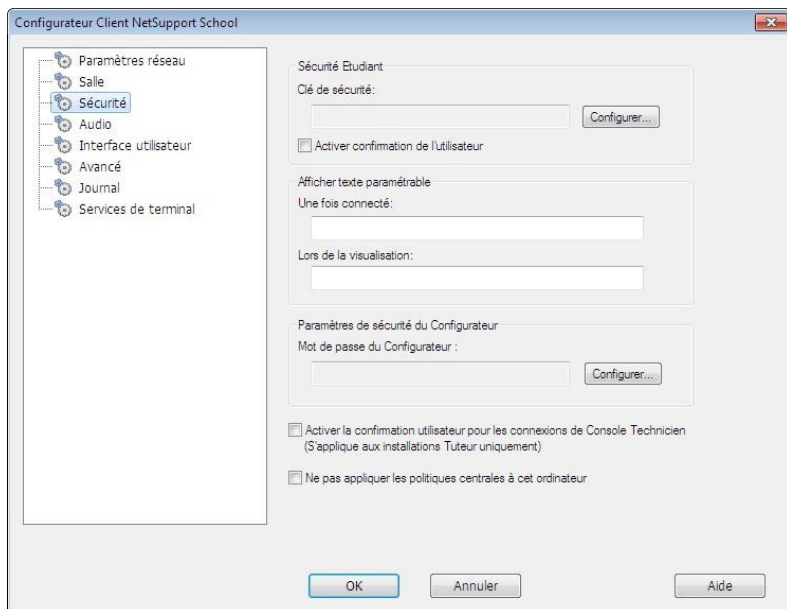 Configurateur Client NetSupport School
Paramètres réseau
Salle
Sécurité
Audio
Interface utilisateur
Avancé
Journal
Services de terminal
Sécurité Etudiant
Clé de sécurité:
Configurer...
Activer confirmation de l'utilisateur
Afficher texte paramétrable
Une fois connecté:
Lors de la visualisation:
Paramètres de sécurité du Configurateur
Mot de passe du Configurateur :
Configurer...
Activer la confirmation utilisateur pour les connexions de Console Technicien
(S'applique aux installations Tuteur uniquement)
Ne pas appliquer les politiques centrales à cet ordinateur
OK
Annuler
Aide